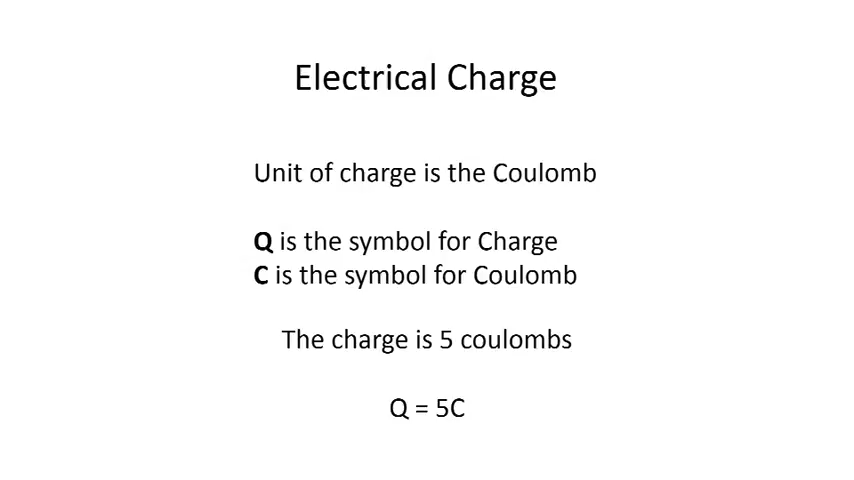 Electrical Charge
Unit of charge is the Coulomb
Q is the symbol for Charge
C is the symbol for Coulomb
The charge is 5 coulombs
Q = 5C